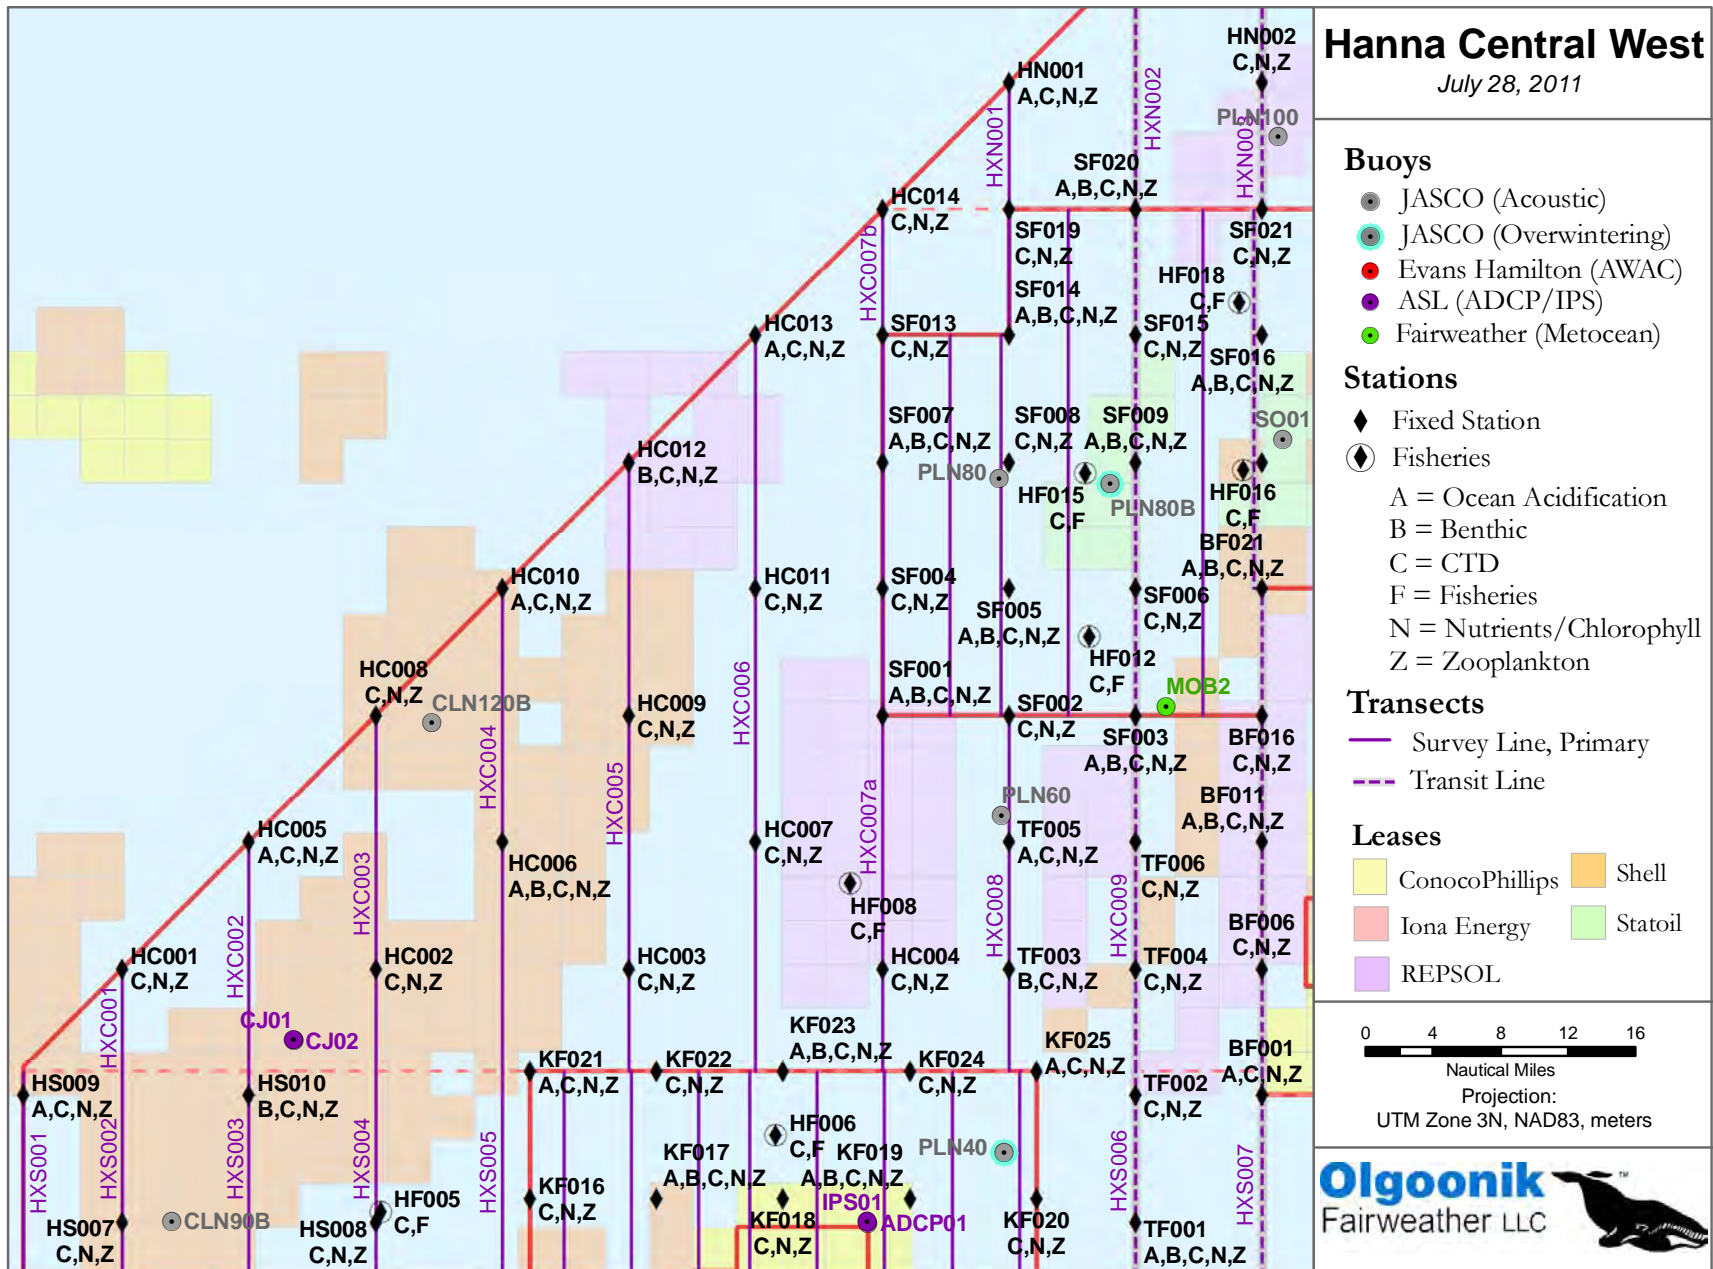 Hanna Central West
July 28, 2011
Buoys
JASCO (Acoustic)
JASCO (Overwintering)
Evans Hamilton (AWAC)
ASL (ADCP/IPS)
Fairweather (Metocean)
Stations
Fixed Station
Fisheries
A = Ocean Acidification
B = Benthic
C = CTD
F = Fisheries
N = Nutrients/Chlorophyll
Z = Zooplankton
Transects
Survey Line, Primary
Transit Line
Leases
ConocoPhillips
Shell
Iona Energy
Statoil
REPSOL
0 4 8 12 16
Nautical Miles
Projection:
UTM Zone 3N, NAD83, meters
Olgoonik
™
Fairweather LLC
HN002
C,N,Z
HN001
A,C,N,Z
PLN100
HXN001
HXN002
HXN003
SF020
A,B,C,N,Z
HC014
C,N,Z
SF019
C,N,Z
SF021
C,N,Z
HF018
C,F
SF014
A,B,C,N,Z
HXC007b
HC013
A,C,N,Z
SF013
C,N,Z
SF015
C,N,Z
SF016
A,B,C,N,Z
SF007
A,B,C,N,Z
SF008
C,N,Z
SF009
A,B,C,N,Z
SO01
HC012
B,C,N,Z
PLN80
HF015
C,F
PLN80B
HF016
C,F
BF021
A,B,C,N,Z
HC010
A,C,N,Z
HC011
C,N,Z
SF004
C,N,Z
SF005
A,B,C,N,Z
SF006
C,N,Z
HF012
C,F
HC008
C,N,Z
CLN120B
SF001
A,B,C,N,Z
MOB2
HC009
C,N,Z
SF002
C,N,Z
SF003
A,B,C,N,Z
BF016
C,N,Z
HXC004
HXC005
HXC006
HXC007a
PLN60
BF011
A,B,C,N,Z
HC005
A,C,N,Z
HC006
A,B,C,N,Z
HC007
C,N,Z
TF005
A,C,N,Z
TF006
C,N,Z
HXC002
HXC003
HF008
C,F
HXC008
HXC009
BF006
C,N,Z
HC001
C,N,Z
HC002
C,N,Z
HC003
C,N,Z
HC004
C,N,Z
TF003
B,C,N,Z
TF004
C,N,Z
HXC001
CJ01
CJ02
KF023
A,B,C,N,Z
KF025
A,C,N,Z
BF001
A,C,N,Z
KF021
A,C,N,Z
KF022
C,N,Z
KF024
C,N,Z
HS009
A,C,N,Z
HS010
B,C,N,Z
TF002
C,N,Z
HXS001
HXS002
HXS003
HXS004
HXS005
HXS006
HXS007
HF006
C,F
KF017
A,B,C,N,Z
KF019
A,B,C,N,Z
PLN40
KF016
C,N,Z
IPS01
ADCP01
HF005
C,F
HS007
C,N,Z
CLN90B
HS008
C,N,Z
KF018
C,N,Z
KF020
C,N,Z
TF001
A,B,C,N,Z